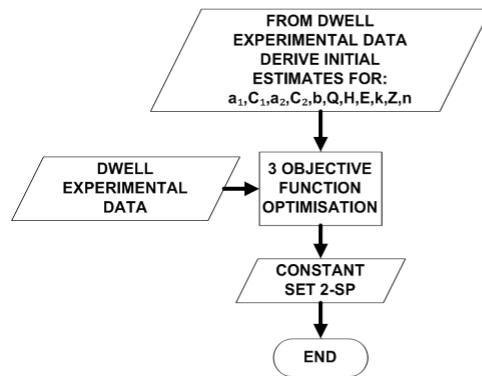 FROM DWELL
EXPERIMENTAL DATA
DERIVE INITIAL
ESTIMATES FOR:
a₁,C₁,a₂,C₂,b,Q,H,E,k,Z,n
DWELL
EXPERIMENTAL
DATA
3 OBJECTIVE
FUNCTION
OPTIMISATION
CONSTANT
SET 2-SP
END